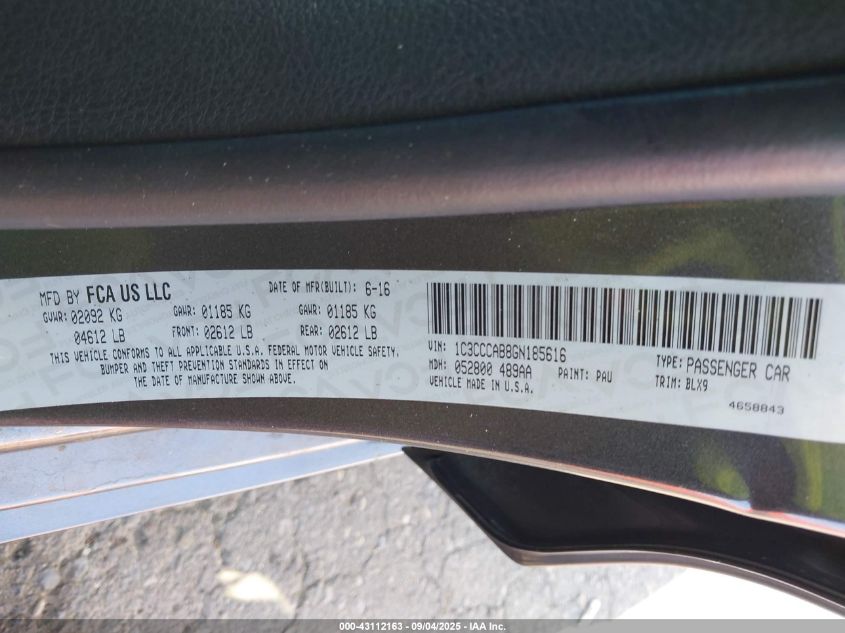 MFD BY FCA US LLC
DATE OF MFR(BUILT): 6-16
GVWR: 02092 KG
GAWR: 01185 KG
GAWR: 01185 KG
04612 LB
FRONT: 02612 LB
REAR: 02612 LB
THIS VEHICLE CONFORMS TO ALL APPLICABLE U.S.A. FEDERAL MOTOR VEHICLE SAFETY,
BUMPER AND THEFT PREVENTION STANDARDS IN EFFECT ON
THE DATE OF MANUFACTURE SHOWN ABOVE.
VIN: 1C3CCCAB8GN185616
TYPE: PASSENGER CAR
MDH: 052800 489AA
PAINT: PAU
TRIM: BLX9
VEHICLE MADE IN U.S.A.
4658843
000-43112163 - 09/04/2025 - IAA Inc.